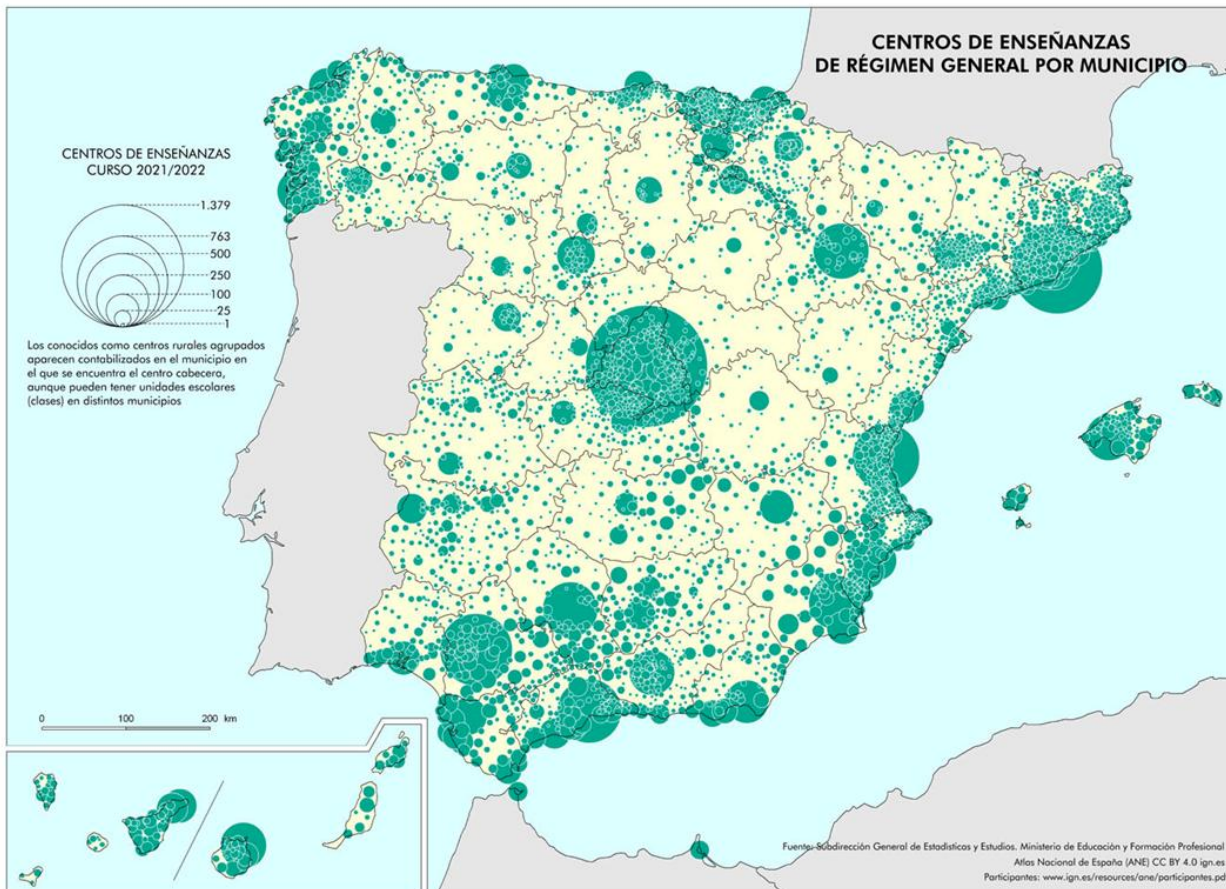 CENTROS DE ENSEÑANZAS
DE RÉGIMEN GENERAL POR MUNICIPIO
CENTROS DE ENSEÑANZAS
CURSO 2021/2022
1.379
763
500
250
100
25
1
Los conocidos como centros rurales agrupados
aparecen contabilizados en el municipio en
el que se encuentra el centro cabecera,
aunque pueden tener unidades escolares
(clases) en distintos municipios
0 100 200 km
Fuente: Subdirección General de Estadísticas y Estudios. Ministerio de Educación y Formación Profesional
Atlas Nacional de España (ANE) CC BY 4.0 ign.es
Participantes: www.ign.es/resources/ane/participantes.pd